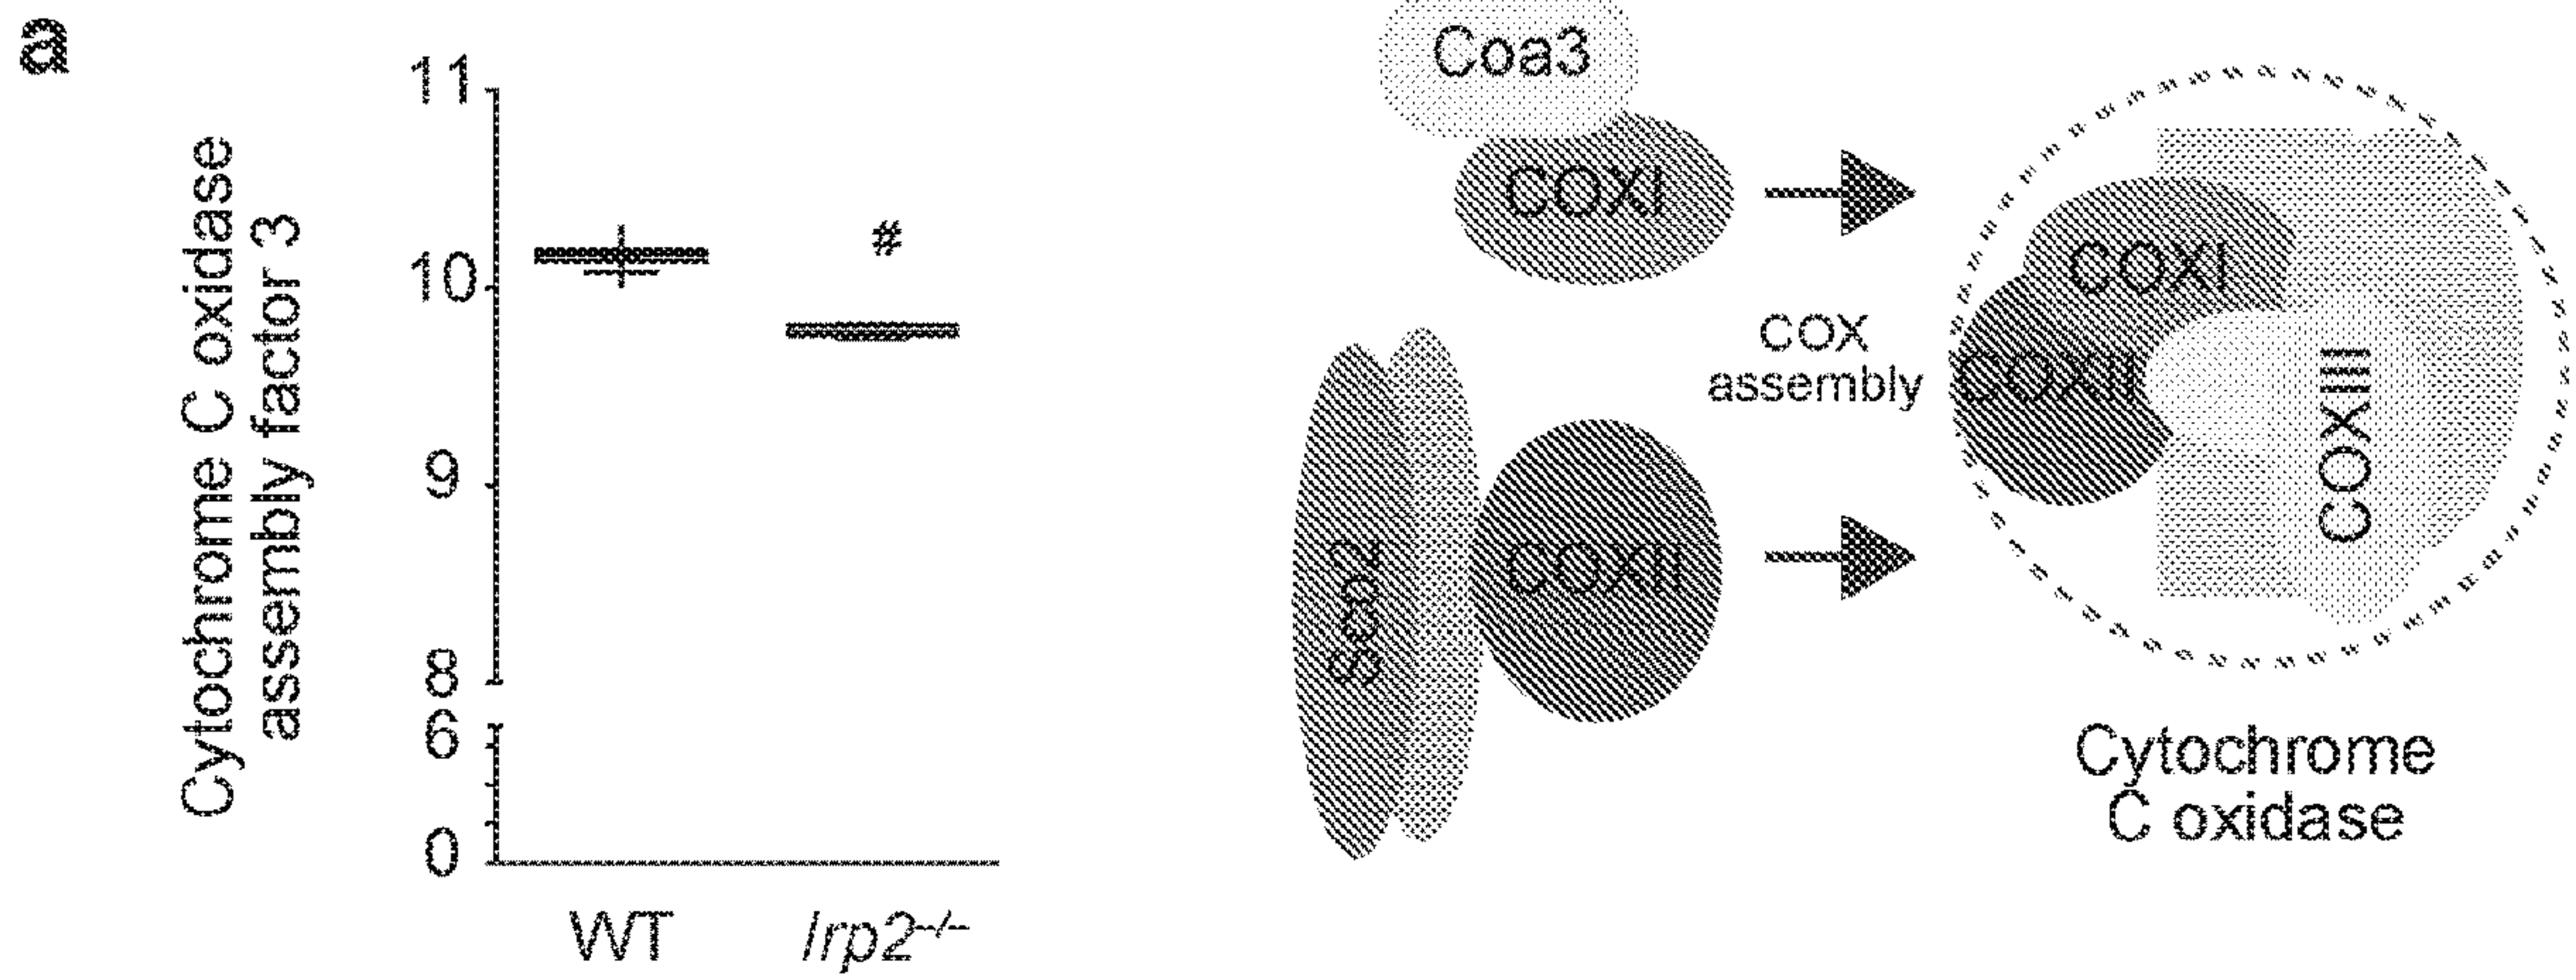 a
Cytochrome C oxidase
assembly factor 3
11
10
9
8
6
0
#
WT
lrp2-/-
Coa3
COXI
COX
assembly
Sco2
COXII
COXI
COXII
COXIII
Cytochrome
C oxidase